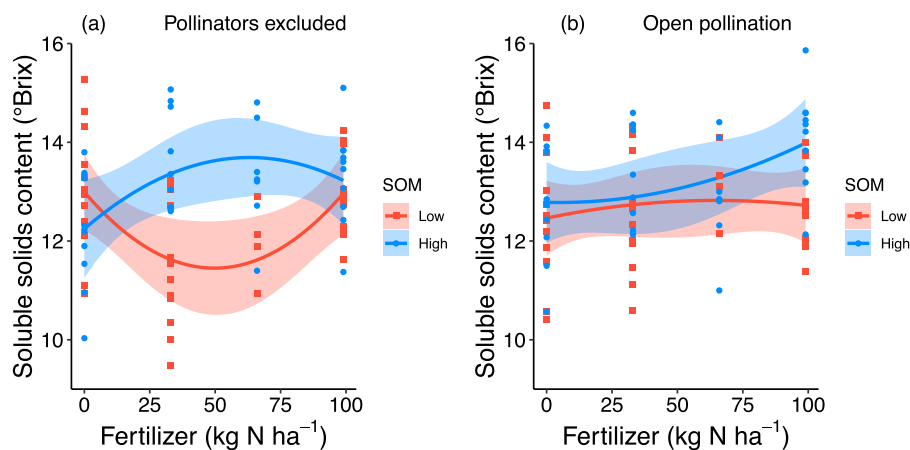 (a) Pollinators excluded
Soluble solids content (°Brix)
16
14
12
10
0 25 50 75 100
Fertilizer (kg N ha⁻¹)
SOM
Low
High
(b) Open pollination
Soluble solids content (°Brix)
16
14
12
10
0 25 50 75 100
Fertilizer (kg N ha⁻¹)
SOM
Low
High